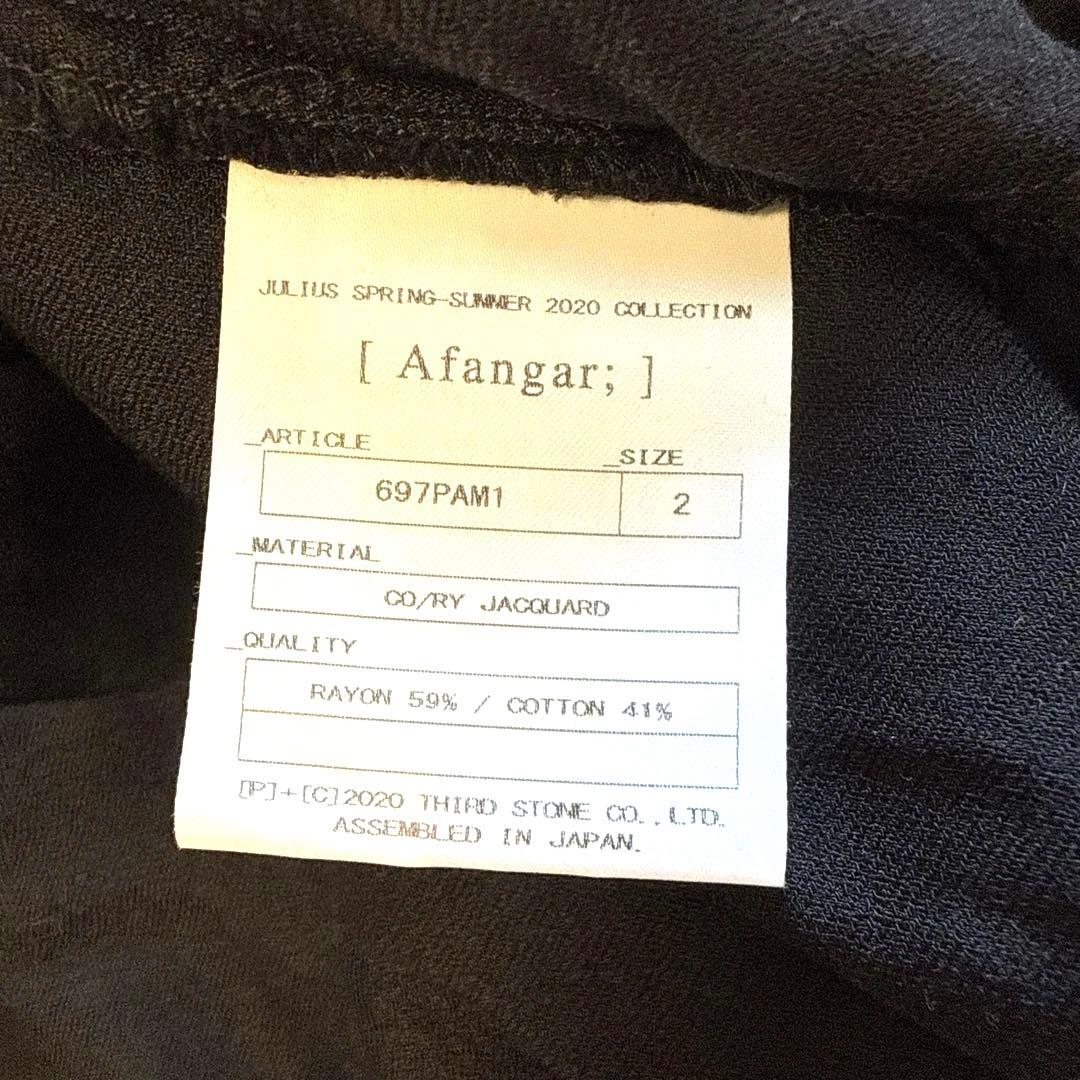 JULIUS SPRING-SUMMER 2020 COLLECTION
[ Afangar; ]
_ARTICLE
_SIZE
697PAM1
2
_MATERIAL
CO/RY JACQUARD
_QUALITY
RAYON 59% / COTTON 41%
[P]+[C]2020 THIRD STONE CO.,LTD.
ASSEMBLED IN JAPAN.